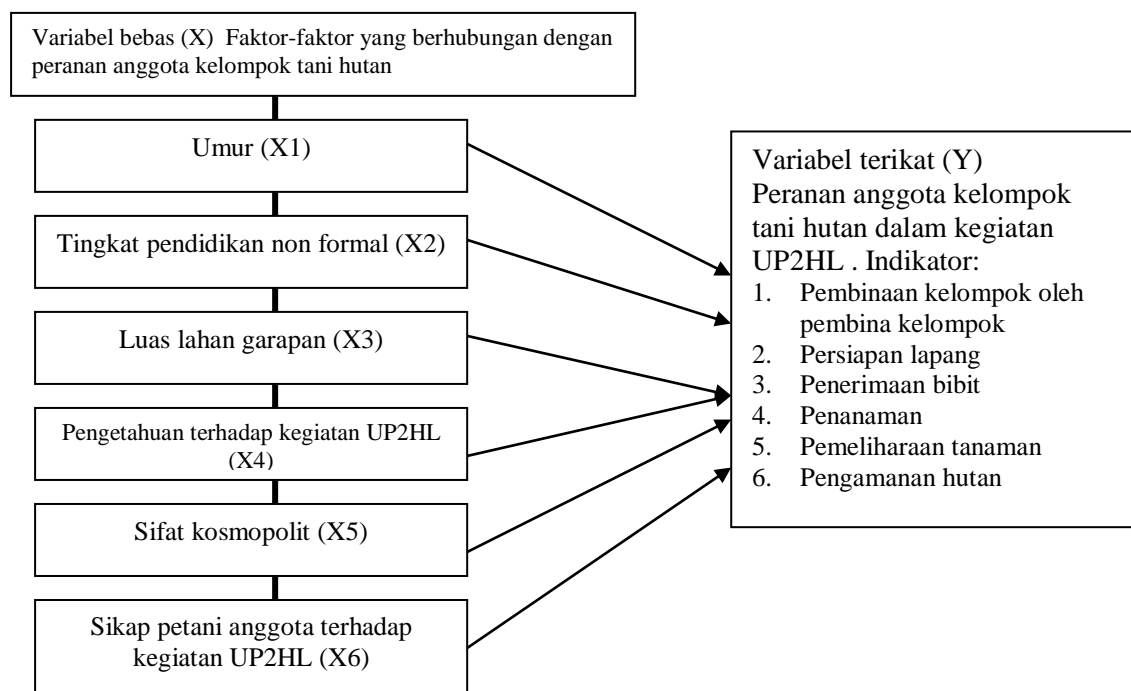 Variabel bebas (X) Faktor-faktor yang berhubungan dengan
peranan anggota kelompok tani hutan
Umur (X1)
Tingkat pendidikan non formal (X2)
Luas lahan garapan (X3)
Pengetahuan terhadap kegiatan UP2HL
(X4)
Sifat kosmopolit (X5)
Sikap petani anggota terhadap
kegiatan UP2HL (X6)
Variabel terikat (Y)
Peranan anggota kelompok
tani hutan dalam kegiatan
UP2HL . Indikator:
1. Pembinaan kelompok oleh
pembina kelompok
2. Persiapan lapang
3. Penerimaan bibit
4. Penanaman
5. Pemeliharaan tanaman
6. Pengamanan hutan